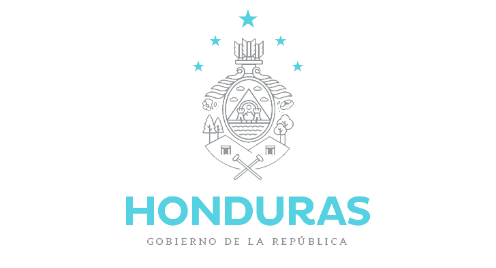 HONDURAS
GOBIERNO DE LA REPÚBLICA